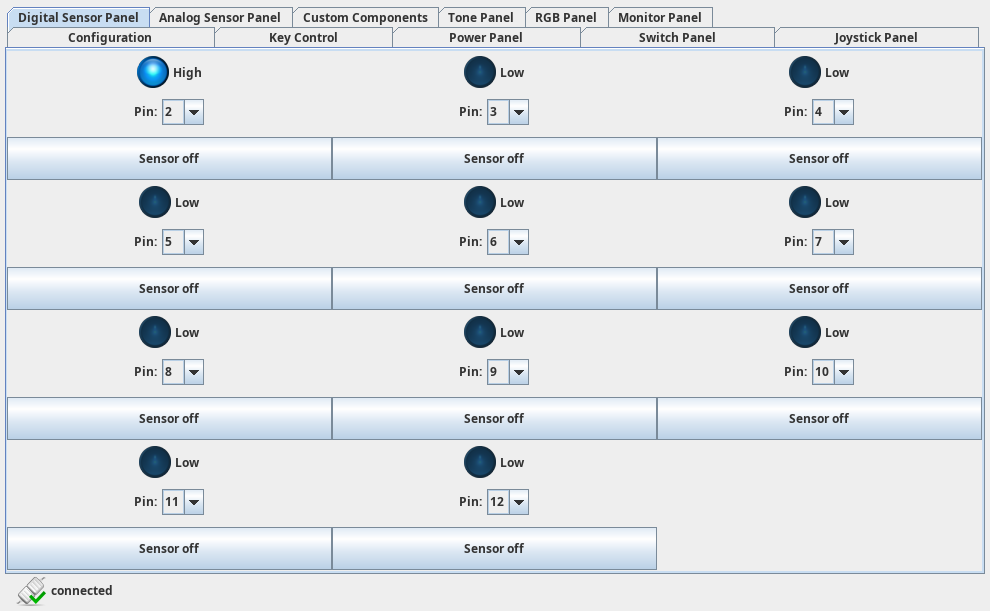 Digital Sensor Panel Analog Sensor Panel Custom Components Tone Panel RGB Panel Monitor Panel
Configuration Key Control Power Panel Switch Panel Joystick Panel
High Low Low
Pin: 2 Pin: 3 Pin: 4
Sensor off Sensor off Sensor off
Low Low Low
Pin: 5 Pin: 6 Pin: 7
Sensor off Sensor off Sensor off
Low Low Low
Pin: 8 Pin: 9 Pin: 10
Sensor off Sensor off Sensor off
Low Low
Pin: 11 Pin: 12
Sensor off Sensor off
connected